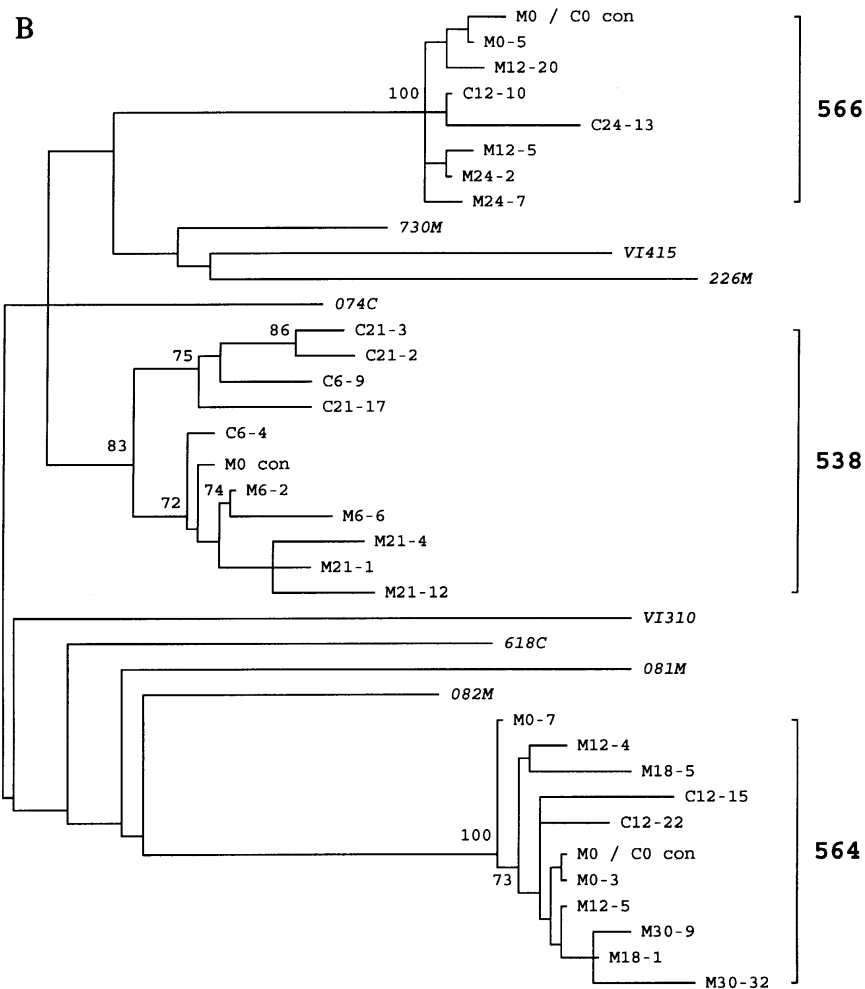 B
M0 / C0 con
M0-5
M12-20
100
C12-10
566
C24-13
M12-5
M24-2
M24-7
730M
VI415
226M
074C
86
C21-3
75
C21-2
C6-9
C21-17
C6-4
83
538
M0 con
72
74
M6-2
M6-6
M21-4
M21-1
M21-12
VI310
618C
081M
082M
M0-7
M12-4
M18-5
C12-15
C12-22
100
M0 / C0 con
564
73
M0-3
M12-5
M30-9
M18-1
M30-32